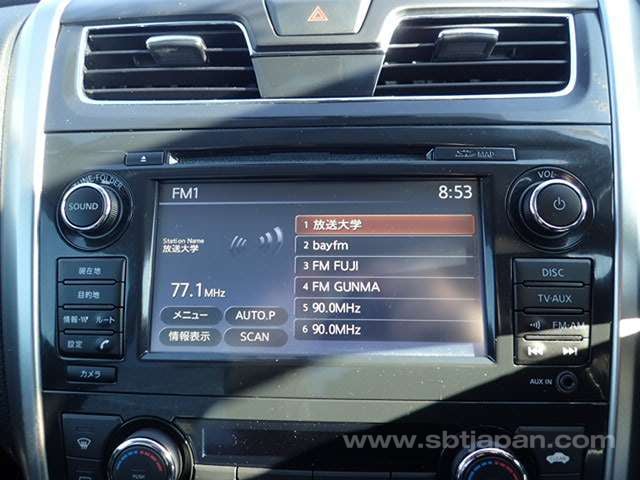 MAP
TUNE·FOLDER
SOUND
VOL
FM1
8:53
Station Name
放送大学
77.1MHz
1 放送大学
2 bayfm
3 FM FUJI
4 FM GUNMA
5 90.0MHz
6 90.0MHz
メニュー
AUTO.P
情報表示
SCAN
現在地
目的地
情報・W
ルート
設定
カメラ
DISC
TV·AUX
FM·AM
AUX IN
PUSH
www.sbtjapan.com